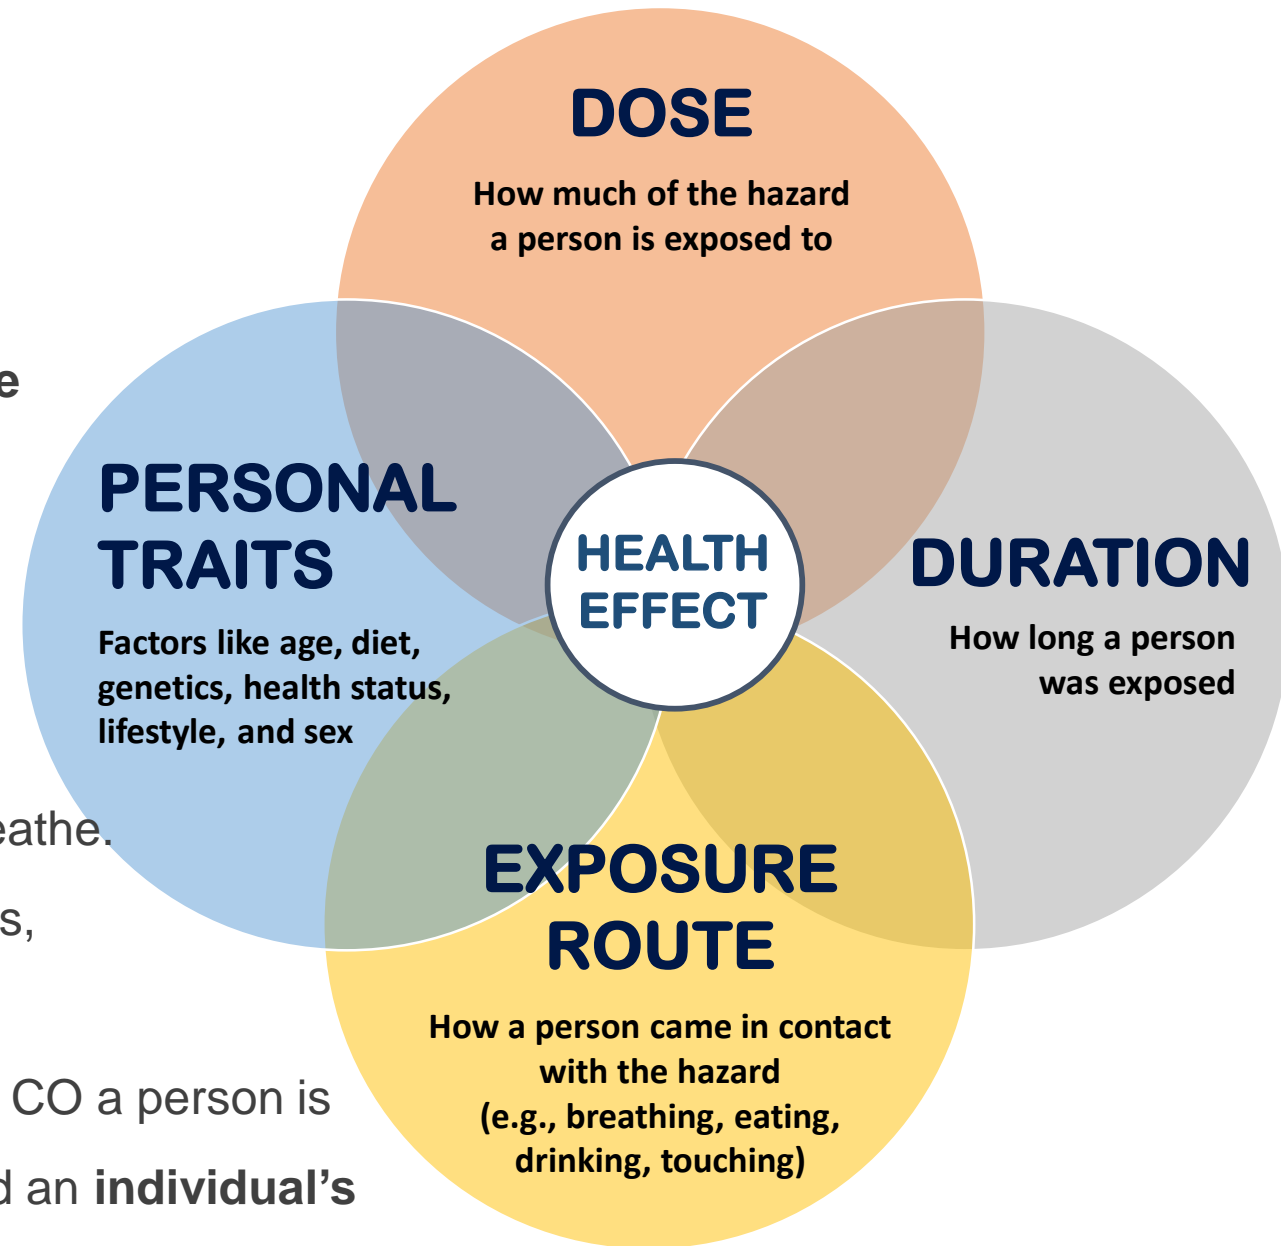 DOSE
How much of the hazard
a person is exposed to
e
PERSONAL
TRAITS
Factors like age, diet,
genetics, health status,
lifestyle, and sex
HEALTH
EFFECT
DURATION
How long a person
was exposed
eathe.
s,
EXPOSURE
ROUTE
How a person came in contact
with the hazard
(e.g., breathing, eating,
drinking, touching)
CO a person is
d an individual's